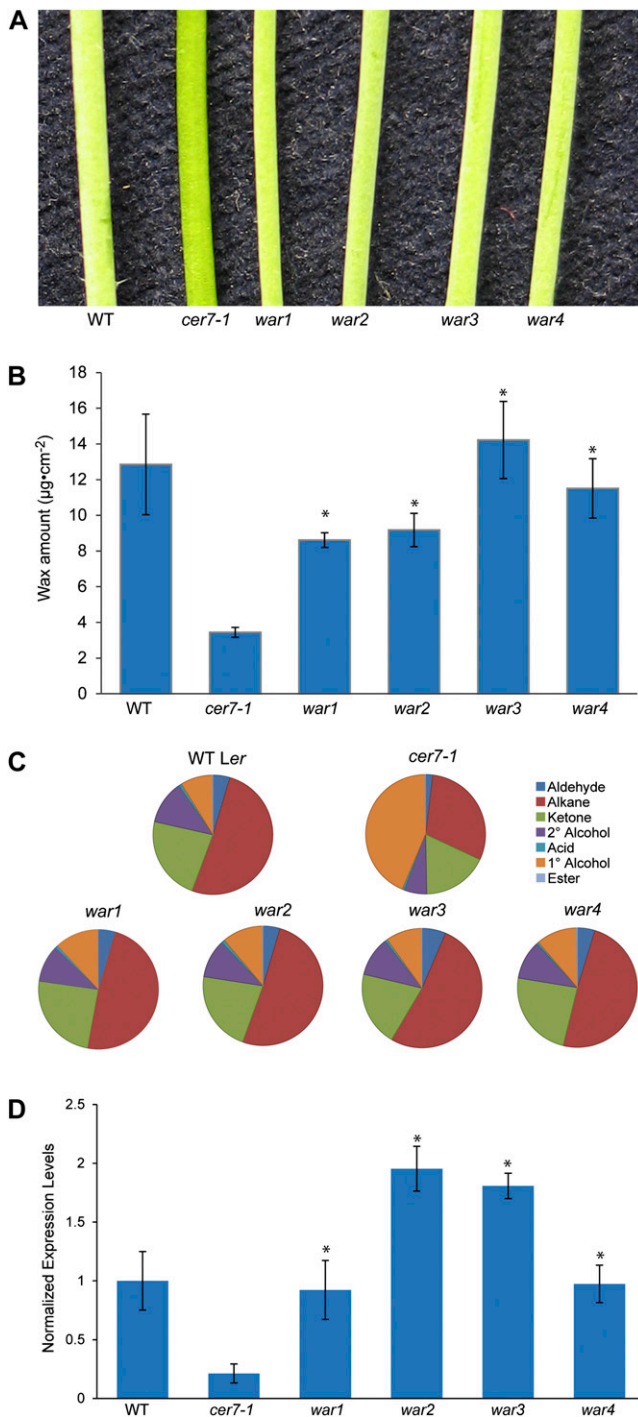 A
WT cer7-1 war1 war2 war3 war4
B
18
16
14
12
10
8
6
4
2
0
Wax amount (µg•cm-2)
* * * *
WT cer7-1 war1 war2 war3 war4
C
WT Ler cer7-1
Aldehyde
Alkane
Ketone
2° Alcohol
Acid
1° Alcohol
Ester
war1 war2 war3 war4
D
2.5
2
1.5
1
0.5
0
Normalized Expression Levels
* * * *
WT cer7-1 war1 war2 war3 war4